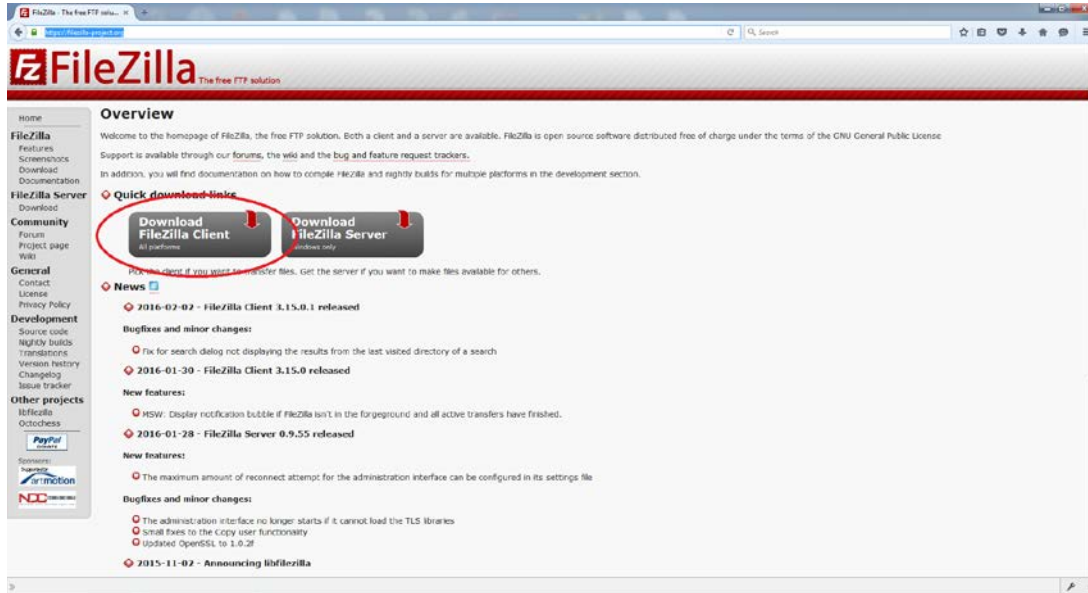 FileZilla - The free FTP solu...
https://filezilla-project.org
Search
FileZilla The free FTP solution
Home
FileZilla
Features
Screenshots
Download
Documentation
FileZilla Server
Download
Community
Forum
Project page
Wiki
General
Contact
License
Privacy Policy
Development
Source code
Nightly builds
Translations
Version history
Changelog
Issue tracker
Other projects
libfilezilla
Octochess
PayPal
Sponsors:
artmotion
NDC
Overview
Welcome to the homepage of FileZilla, the free FTP solution. Both a client and a server are available. FileZilla is open source software distributed free of charge under the terms of the GNU General Public License
Support is available through our forums, the wiki and the bug and feature request trackers.
In addition, you will find documentation on how to compile FileZilla and nightly builds for multiple platforms in the development section.
Quick download links
Download
FileZilla Client
All platforms
Download
FileZilla Server
Windows only
Pick the client if you want to transfer files. Get the server if you want to make files available for others.
News
2016-02-02 - FileZilla Client 3.15.0.1 released
Bugfixes and minor changes:
Fix for search dialog not displaying the results from the last visited directory of a search
2016-01-30 - FileZilla Client 3.15.0 released
New features:
MSW: Display notification bubble if FileZilla isn't in the forgeground and all active transfers have finished.
2016-01-28 - FileZilla Server 0.9.55 released
New features:
The maximum amount of reconnect attempt for the administration interface can be configured in its settings file
Bugfixes and minor changes:
The administration interface no longer starts if it cannot load the TLS libraries
Small fixes to the Copy user functionality
Updated OpenSSL to 1.0.2f
2015-11-02 - Announcing libfilezilla